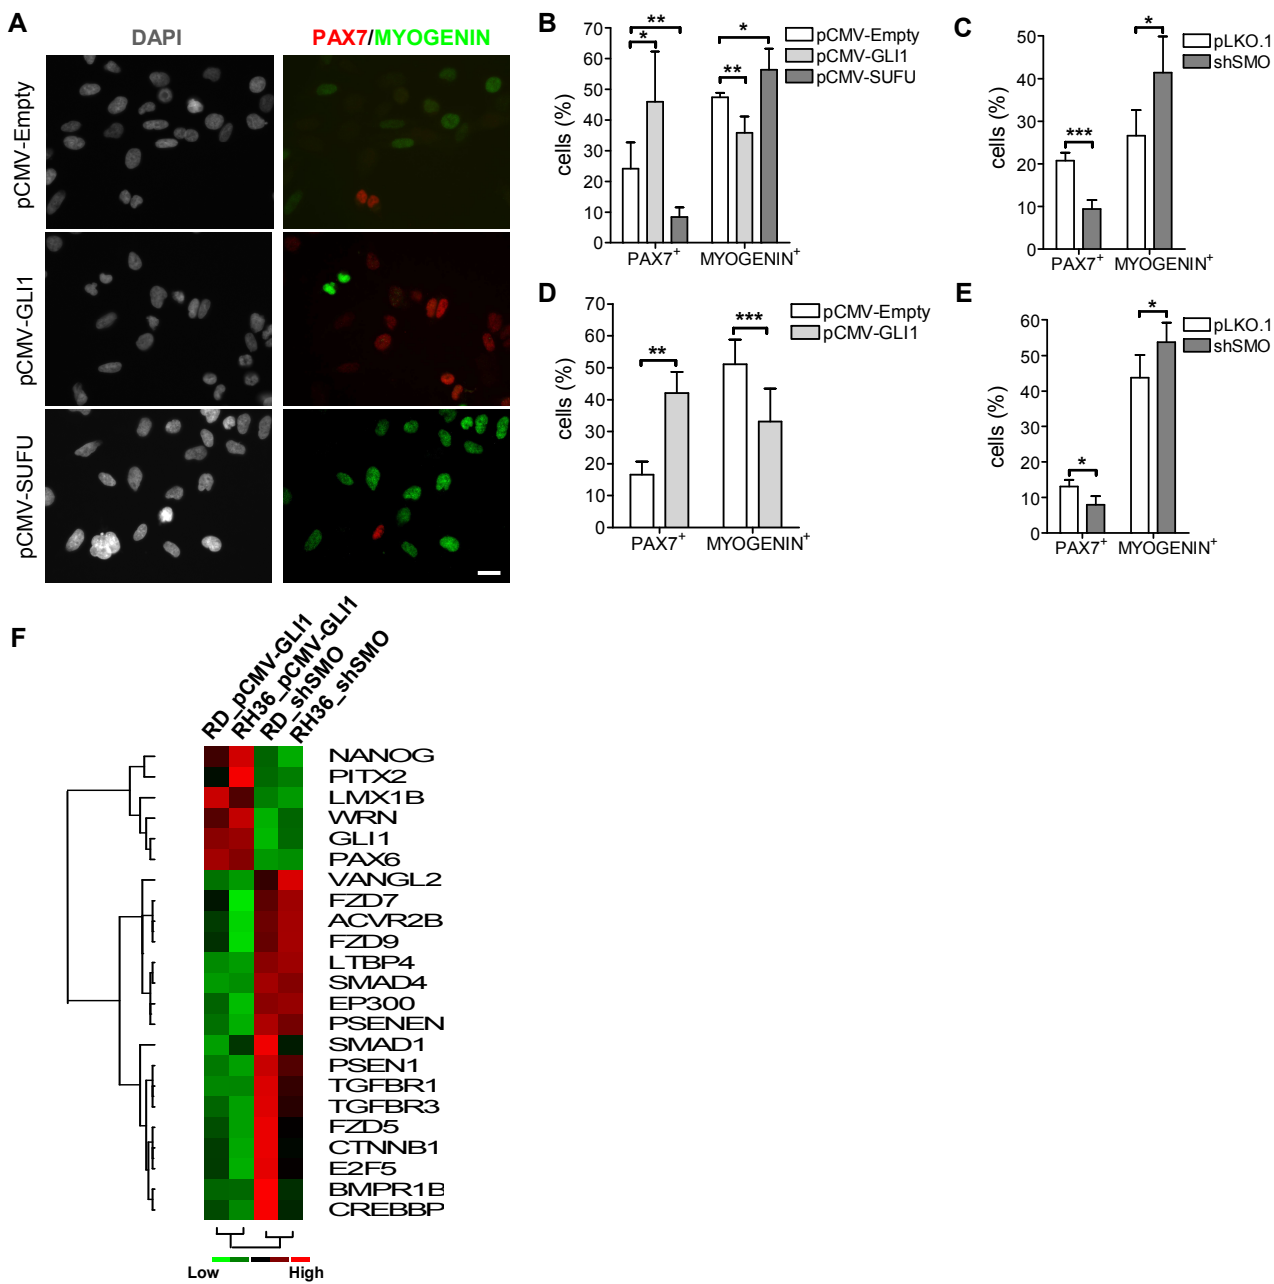 A
DAPI
PAX7/MYOGENIN
pCMV-Empty
pCMV-GLI1
pCMV-SUFU
B
** 
* 
* 
**
pCMV-Empty
pCMV-GLI1
pCMV-SUFU
cells (%)
70
60
50
40
30
20
10
0
PAX7+
MYOGENIN+
C
*
***
pLKO.1
shSMO
cells (%)
50
40
30
20
10
0
PAX7+
MYOGENIN+
D
**
***
pCMV-Empty
pCMV-GLI1
cells (%)
70
60
50
40
30
20
10
0
PAX7+
MYOGENIN+
E
*
*
pLKO.1
shSMO
cells (%)
60
50
40
30
20
10
0
PAX7+
MYOGENIN+
F
RD_pCMV-GLI1
RH36_pCMV-GLI1
RD_shSMO
RH36_shSMO
NANOG
PITX2
LMX1B
WRN
GLI1
PAX6
VANGL2
FZD7
ACVR2B
FZD9
LTBP4
SMAD4
EP300
PSENEN
SMAD1
PSEN1
TGFBR1
TGFBR3
FZD5
CTNNB1
E2F5
BMPR1B
CREBBP
Low
High